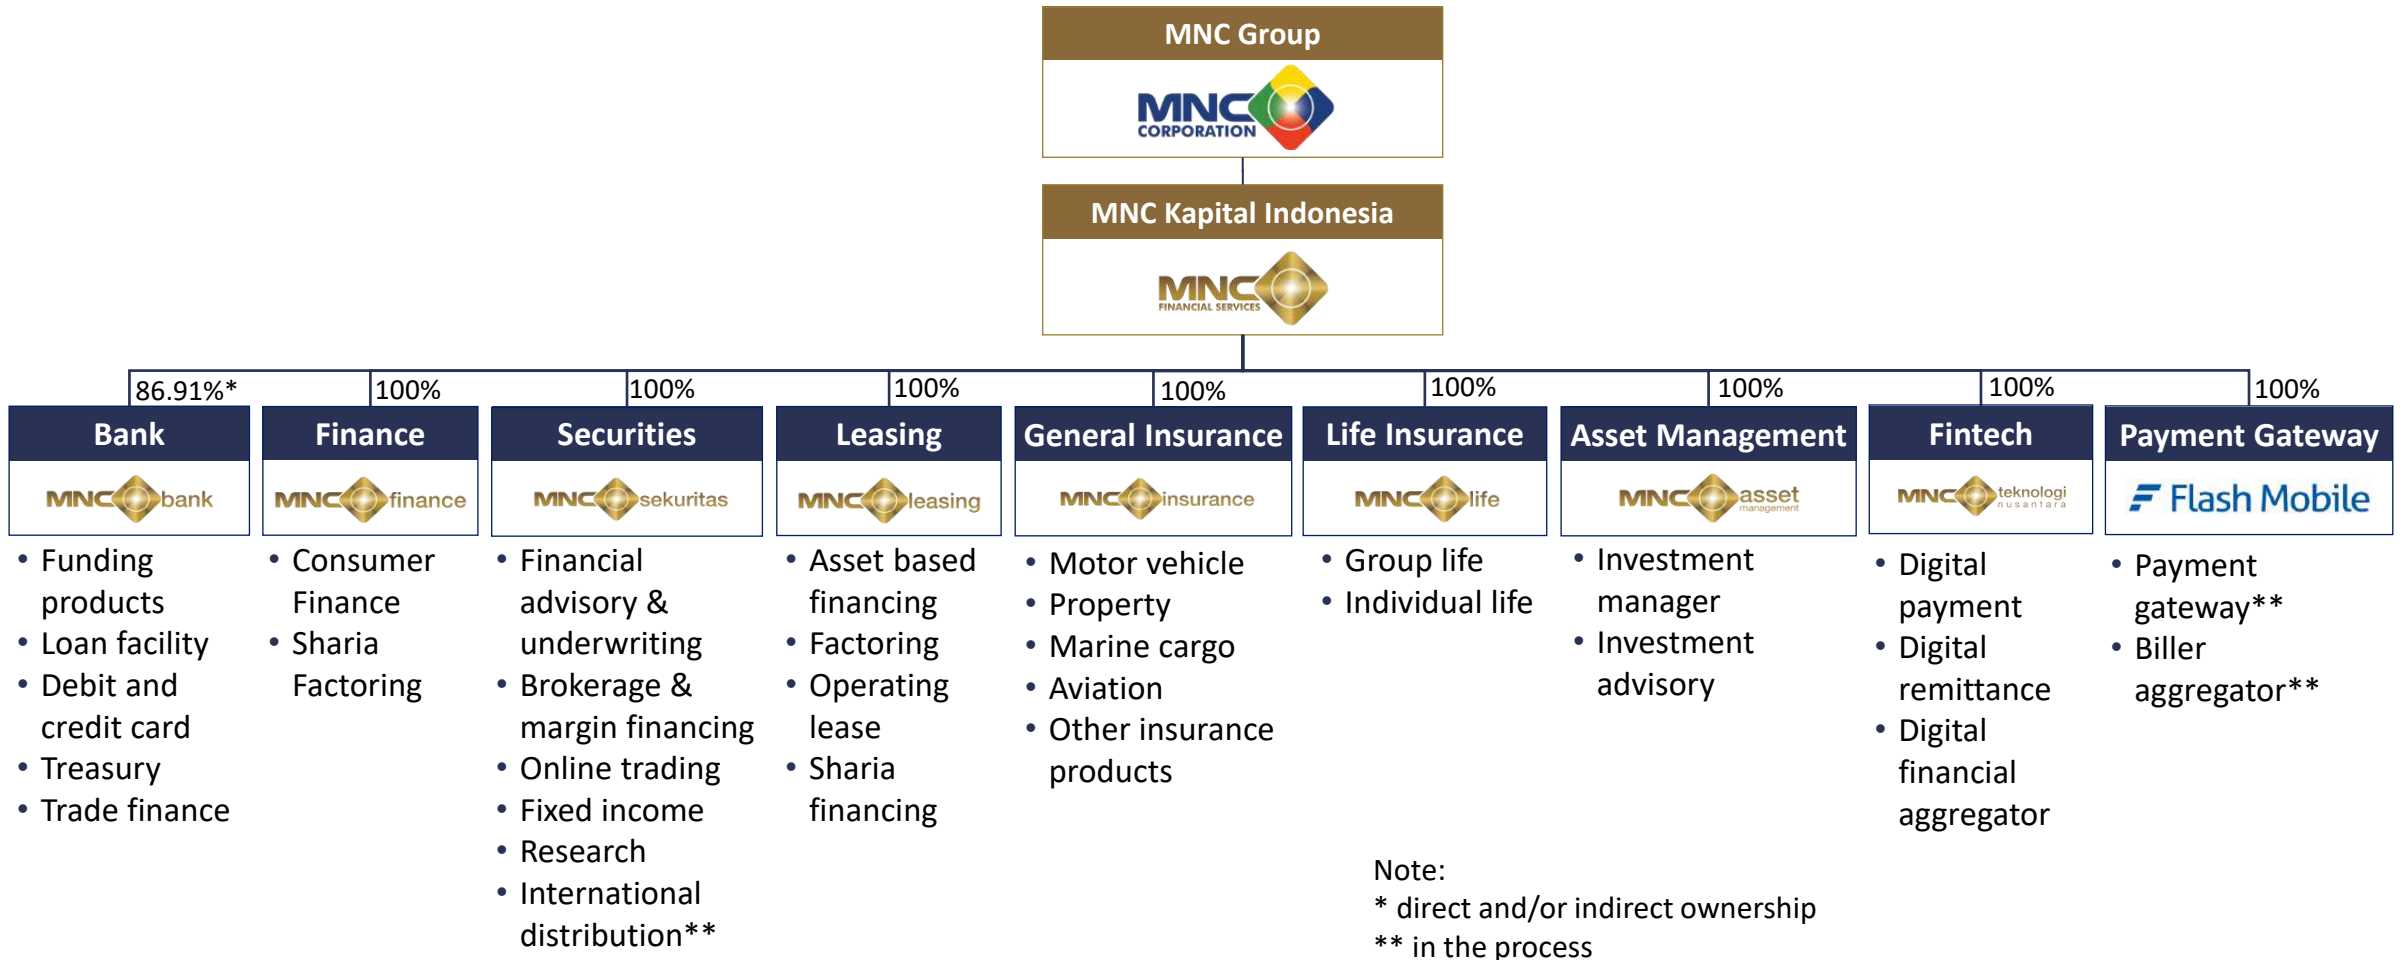 MNC Group
MNC
CORPORATION
MNC Kapital Indonesia
MNC
FINANCIAL SERVICES
86.91%*
100%
100%
100%
100%
100%
100%
100%
100%
Bank
MNC bank
• Funding
products
• Loan facility
• Debit and
credit card
• Treasury
• Trade finance
Finance
MNC finance
• Consumer
Finance
• Sharia
Factoring
Securities
MNC sekuritas
• Financial
advisory &
underwriting
• Brokerage &
margin financing
• Online trading
• Fixed income
• Research
• International
distribution**
Leasing
MNC leasing
• Asset based
financing
• Factoring
• Operating
lease
• Sharia
financing
General Insurance
MNC insurance
• Motor vehicle
• Property
• Marine cargo
• Aviation
• Other insurance
products
Life Insurance
MNC life
• Group life
• Individual life
Asset Management
MNC asset
management
• Investment
manager
• Investment
advisory
Fintech
MNC teknologi
nusantara
• Digital
payment
• Digital
remittance
• Digital
financial
aggregator
Payment Gateway
Flash Mobile
• Payment
gateway**
• Biller
aggregator**
Note:
* direct and/or indirect ownership
** in the process